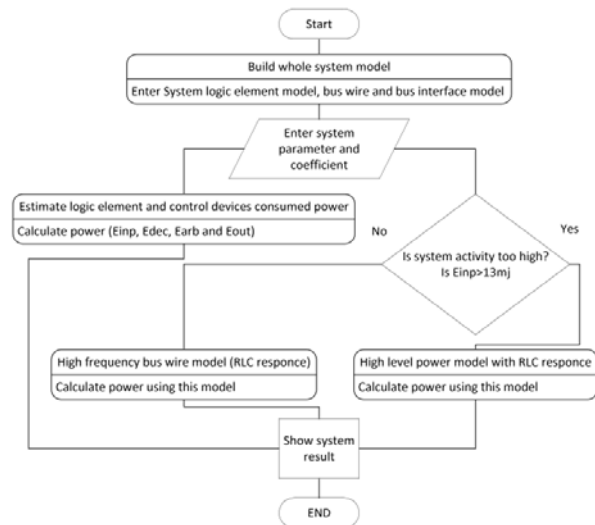 Start
Build whole system model
Enter System logic element model, bus wire and bus interface model
Enter system
parameter and
coefficient
Estimate logic element and control devices consumed power
Calculate power (Einp, Edec, Earb and Eout)
No
Yes
Is system activity too high?
Is Einp>13mj
High frequency bus wire model (RLC responce)
Calculate power using this model
High level power model with RLC responce
Calculate power using this model
Show system
result
END